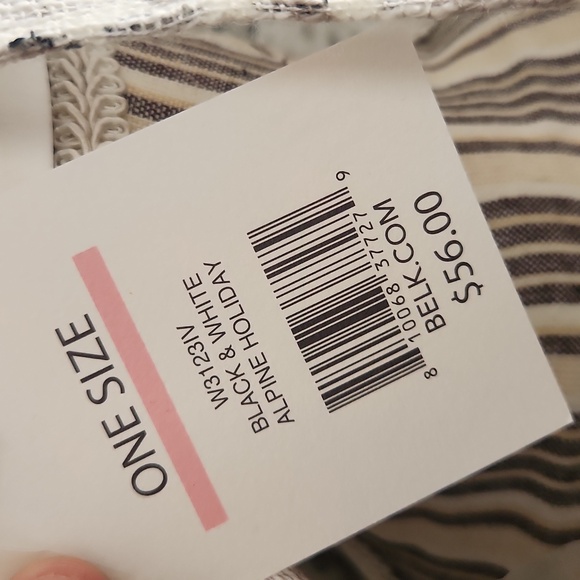 ONE SIZE
W3123IV
BLACK & WHITE
ALPINE HOLIDAY
8 10068 37727 9
BELK.COM
$56.00